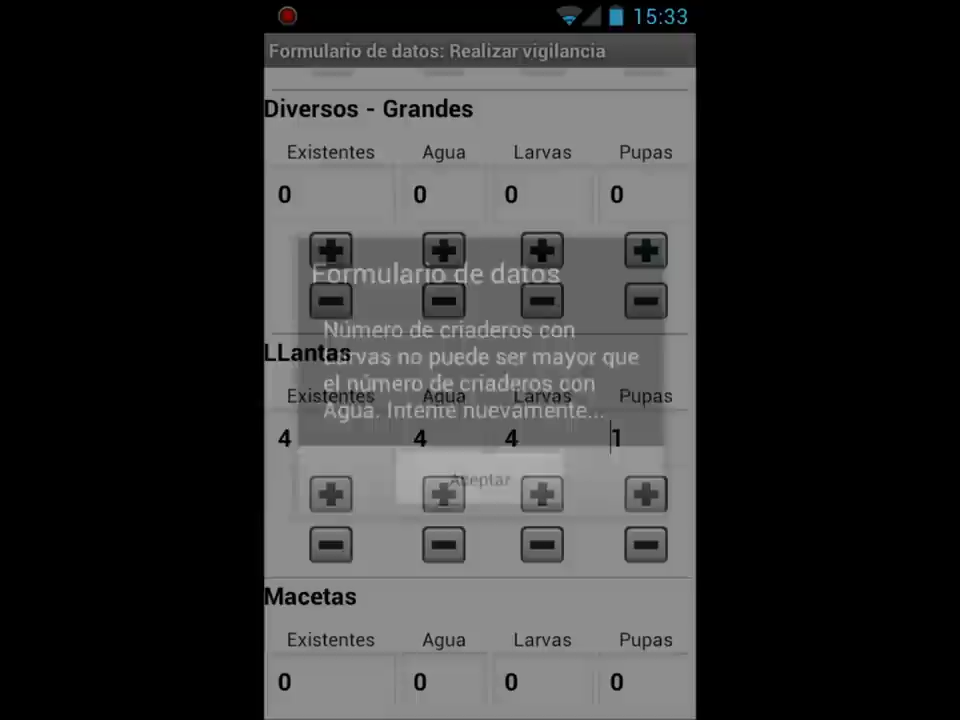 15:33
Formulario de datos: Realizar vigilancia
Diversos - Grandes
Existentes Agua Larvas Pupas
0 0 0 0
Formulario de datos
Número de criaderos con
Larvas no puede ser mayor que
el número de criaderos con
Agua. Intente nuevamente...
Aceptar
LLantas
Existentes Agua Larvas Pupas
4 4 4 1
Macetas
Existentes Agua Larvas Pupas
0 0 0 0